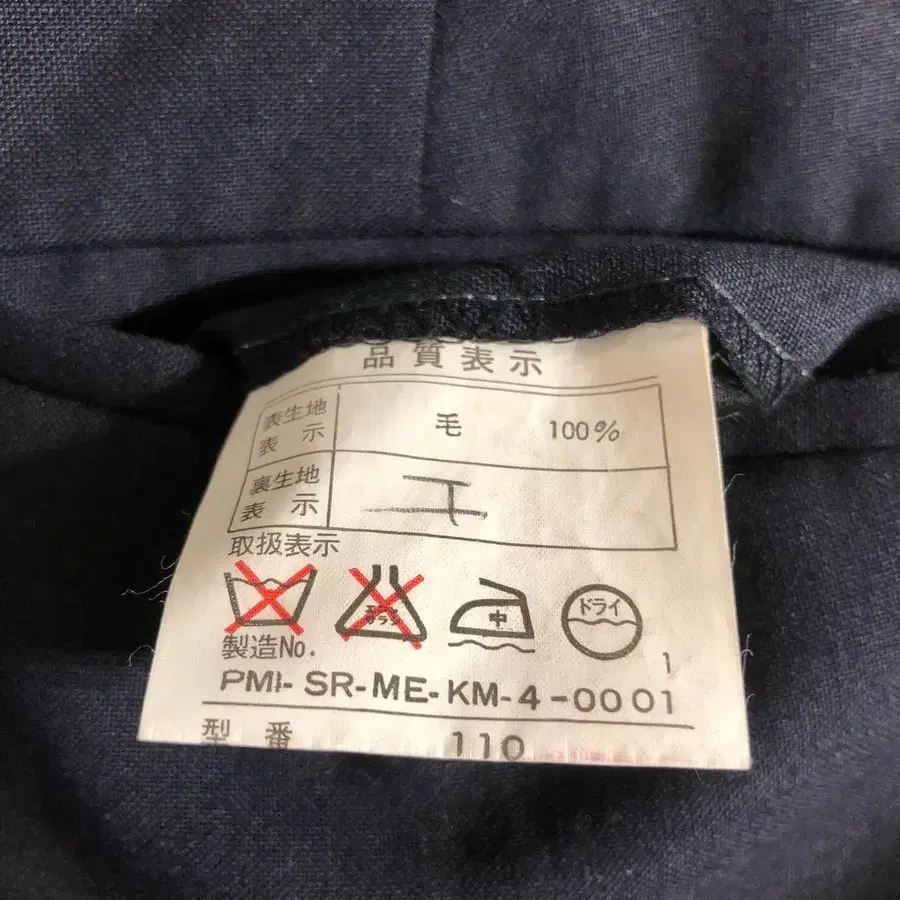 品質表示
表生地
表 示
毛 100%
裏生地
表 示
取扱表示
中
ドライ
製造No.
1
PMI-SR-ME-KM-4-0001
型 番 110